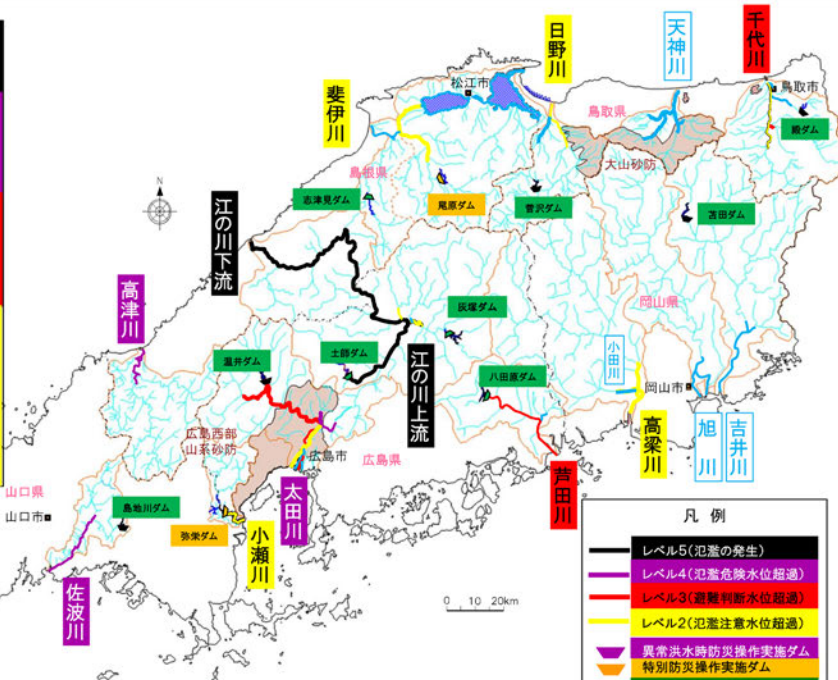 千代川
日野川
天神川
斐伊川
松江市
鳥取市
鳥取県
殿ダム
大山砂防
島根県
志津見ダム
尾原ダム
菅沢ダム
苫田ダム
N
江の川下流
高津川
灰塚ダム
岡山県
温井ダム
土師ダム
江の川上流
八田原ダム
小田川
岡山市
高梁川
旭川
吉井川
広島西部
山系砂防
広島市
広島県
芦田川
太田川
山口県
山口市
島地川ダム
弥栄ダム
小瀬川
佐波川
0 10 20km
凡例
レベル5(氾濫の発生)
レベル4(氾濫危険水位超過)
レベル3(避難判断水位超過)
レベル2(氾濫注意水位超過)
異常洪水時防災操作実施ダム
特別防災操作実施ダム